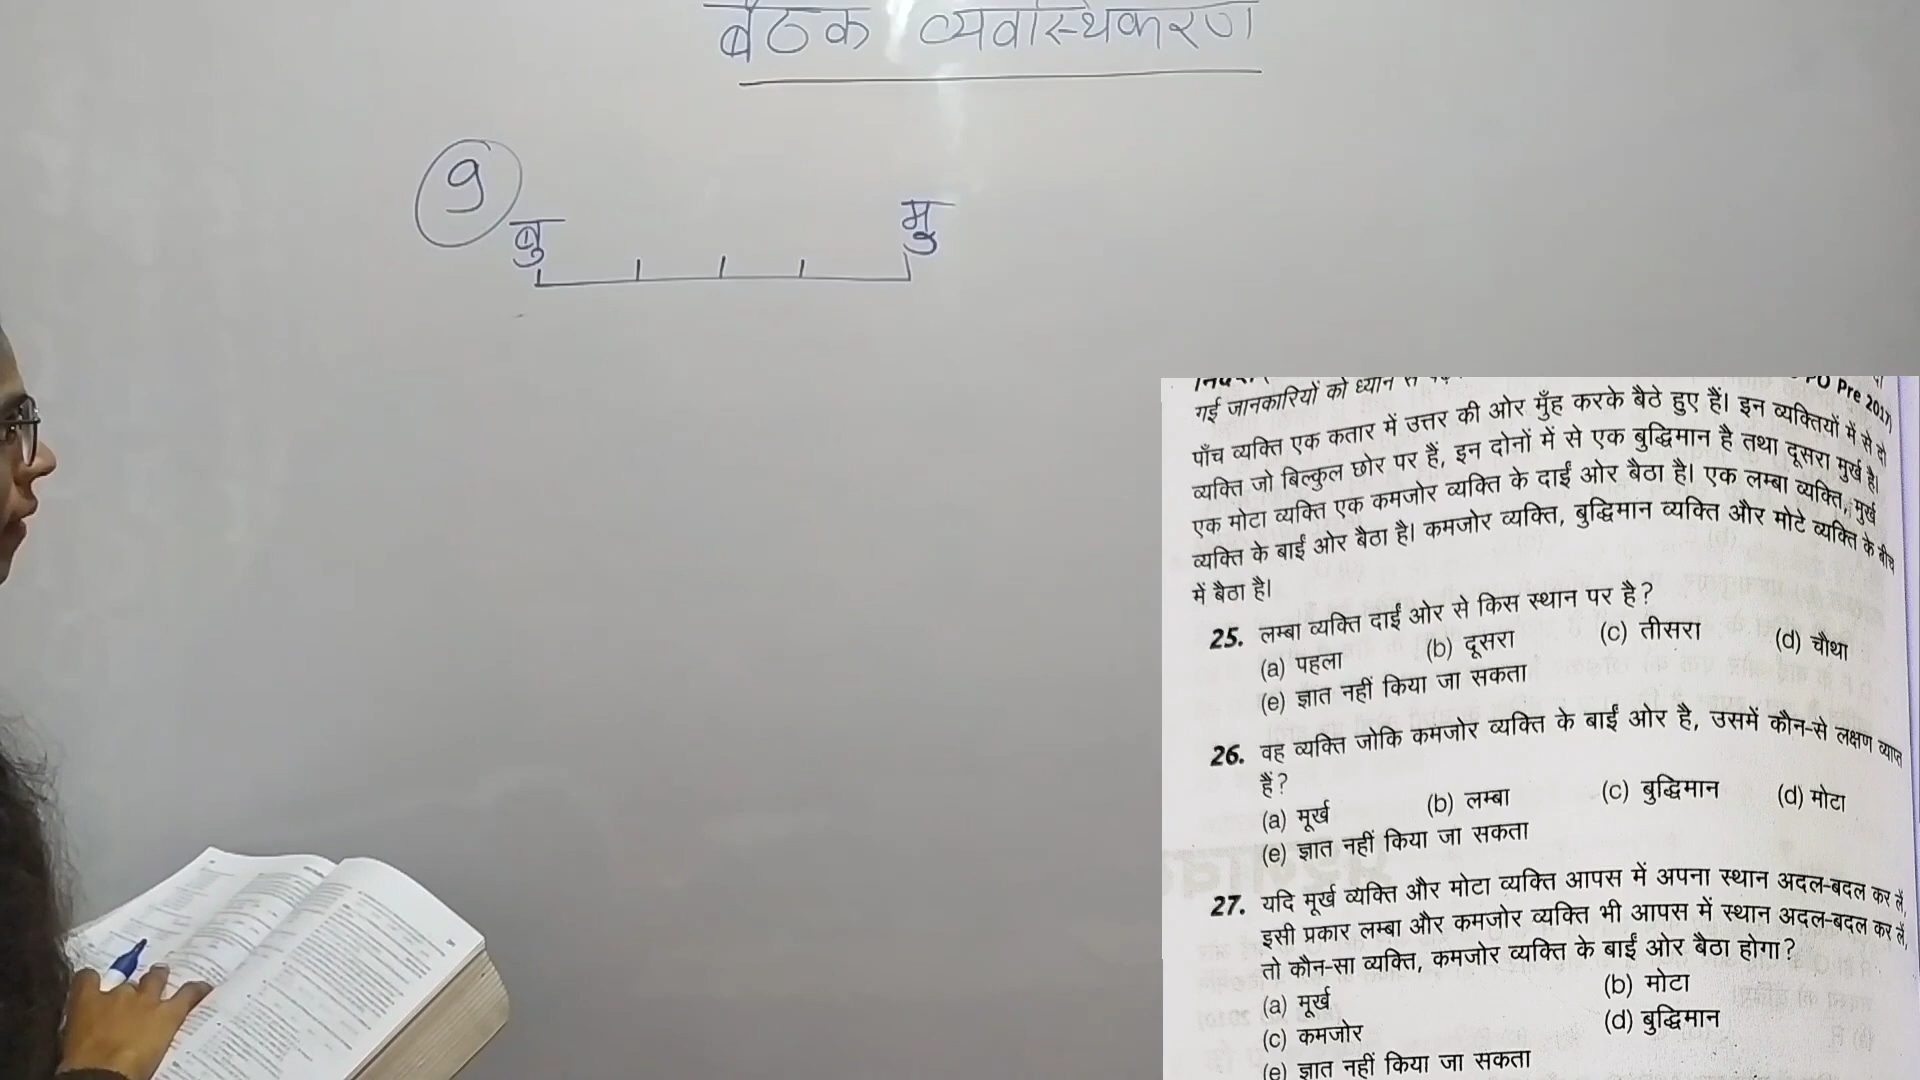 बैठक व्यवस्थिकरण
9
बु
मु
गई जानकारियों को ध्यान से
PO Pre 2017)
पाँच व्यक्ति एक कतार में उत्तर की ओर मुँह करके बैठे हुए हैं। इन व्यक्तियों में से दो
व्यक्ति जो बिल्कुल छोर पर हैं, इन दोनों में से एक बुद्धिमान है तथा दूसरा मुर्ख है।
एक मोटा व्यक्ति एक कमजोर व्यक्ति के दाईं ओर बैठा है। एक लम्बा व्यक्ति, मुर्ख
व्यक्ति के बाईं ओर बैठा है। कमजोर व्यक्ति, बुद्धिमान व्यक्ति और मोटे व्यक्ति के बीच
में बैठा है।
25. लम्बा व्यक्ति दाईं ओर से किस स्थान पर है?
(a) पहला (b) दूसरा (c) तीसरा (d) चौथा
(e) ज्ञात नहीं किया जा सकता
26. वह व्यक्ति जोकि कमजोर व्यक्ति के बाईं ओर है, उसमें कौन-से लक्षण व्याप्त
हैं?
(a) मूर्ख (b) लम्बा (c) बुद्धिमान (d) मोटा
(e) ज्ञात नहीं किया जा सकता
27. यदि मूर्ख व्यक्ति और मोटा व्यक्ति आपस में अपना स्थान अदल-बदल कर लें,
इसी प्रकार लम्बा और कमजोर व्यक्ति भी आपस में स्थान अदल-बदल कर लें,
तो कौन-सा व्यक्ति, कमजोर व्यक्ति के बाईं ओर बैठा होगा?
(a) मूर्ख (b) मोटा
(c) कमजोर (d) बुद्धिमान
(e) ज्ञात नहीं किया जा सकता